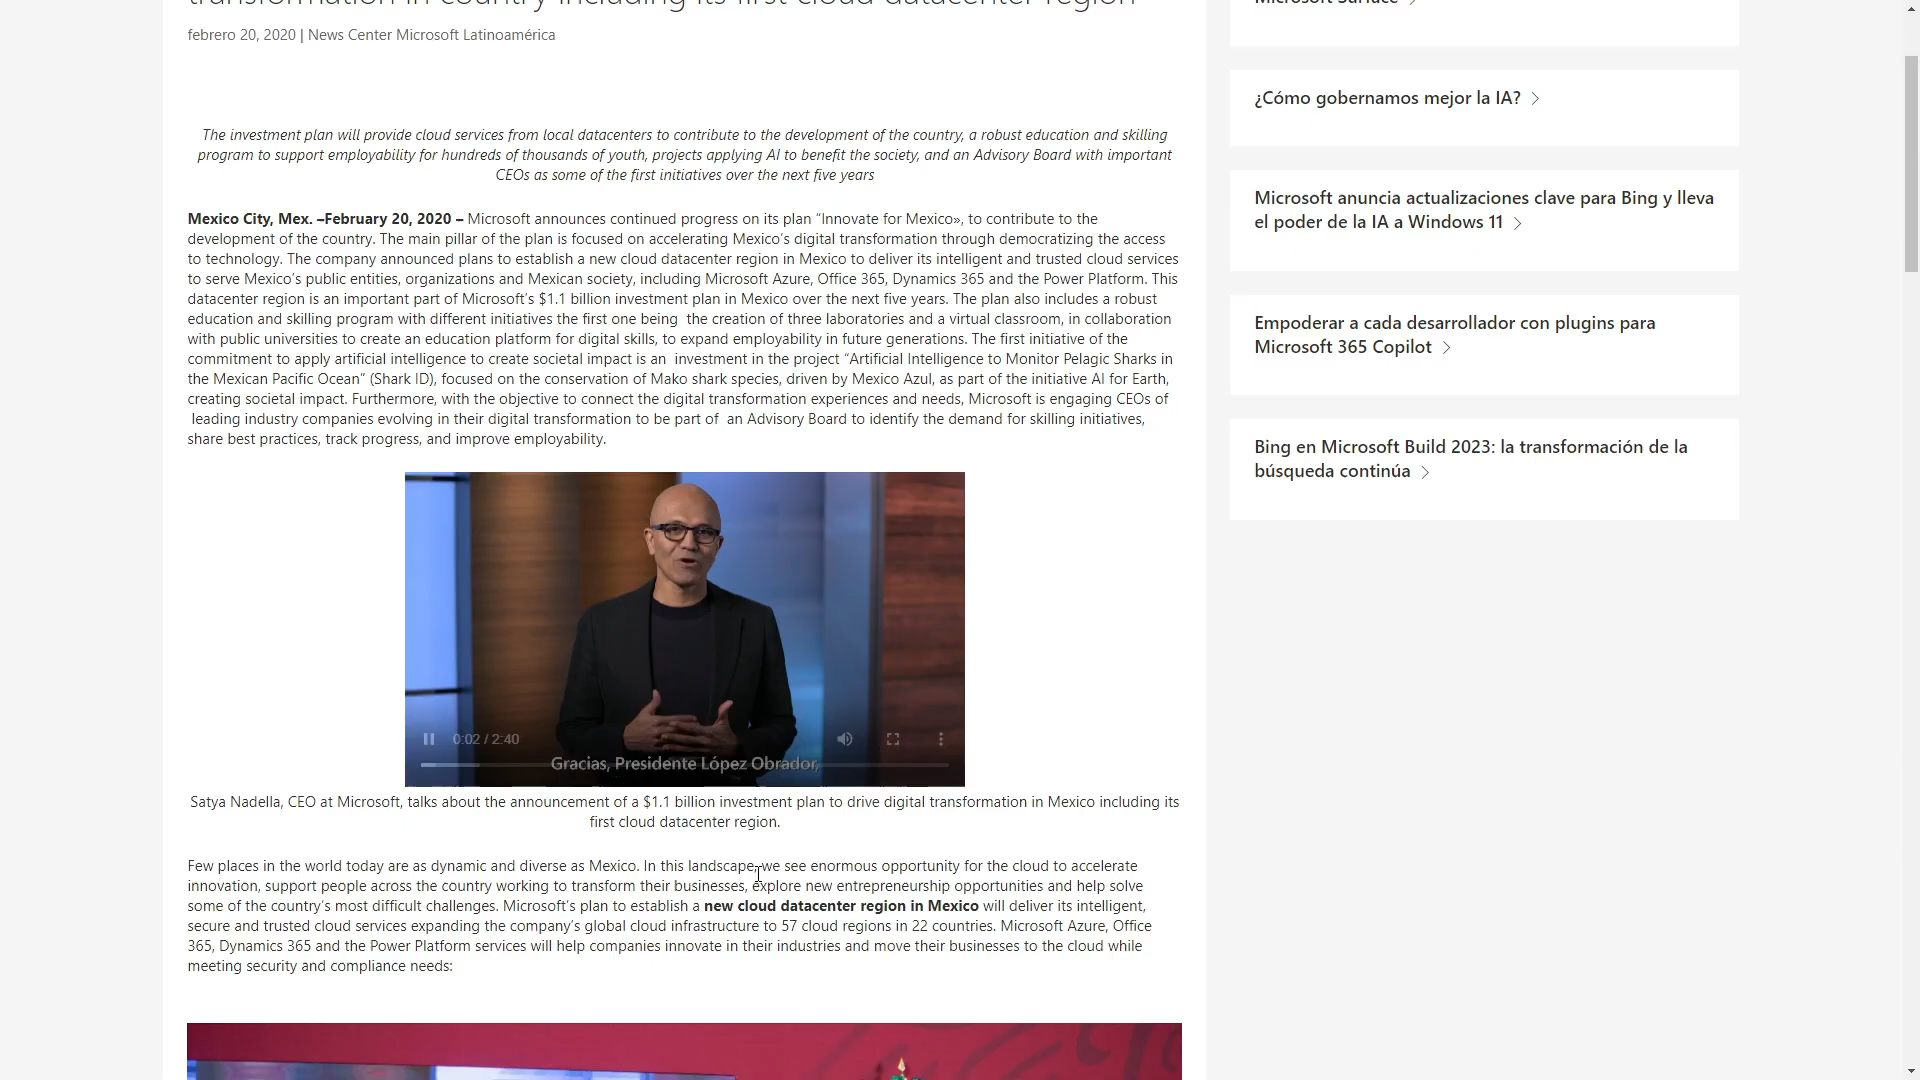 transformation in country including its first cloud datacenter region
febrero 20, 2020 | News Center Microsoft Latinoamérica
The investment plan will provide cloud services from local datacenters to contribute to the development of the country, a robust education and skilling
program to support employability for hundreds of thousands of youth, projects applying AI to benefit the society, and an Advisory Board with important
CEOs as some of the first initiatives over the next five years
Mexico City, Mex. –February 20, 2020 – Microsoft announces continued progress on its plan “Innovate for Mexico», to contribute to the
development of the country. The main pillar of the plan is focused on accelerating Mexico’s digital transformation through democratizing the access
to technology. The company announced plans to establish a new cloud datacenter region in Mexico to deliver its intelligent and trusted cloud services
to serve Mexico’s public entities, organizations and Mexican society, including Microsoft Azure, Office 365, Dynamics 365 and the Power Platform. This
datacenter region is an important part of Microsoft’s $1.1 billion investment plan in Mexico over the next five years. The plan also includes a robust
education and skilling program with different initiatives the first one being  the creation of three laboratories and a virtual classroom, in collaboration
with public universities to create an education platform for digital skills, to expand employability in future generations. The first initiative of the
commitment to apply artificial intelligence to create societal impact is an  investment in the project “Artificial Intelligence to Monitor Pelagic Sharks in
the Mexican Pacific Ocean” (Shark ID), focused on the conservation of Mako shark species, driven by Mexico Azul, as part of the initiative AI for Earth,
creating societal impact. Furthermore, with the objective to connect the digital transformation experiences and needs, Microsoft is engaging CEOs of
leading industry companies evolving in their digital transformation to be part of  an Advisory Board to identify the demand for skilling initiatives,
share best practices, track progress, and improve employability.
0:02 / 2:40
Gracias, Presidente López Obrador,
Satya Nadella, CEO at Microsoft, talks about the announcement of a $1.1 billion investment plan to drive digital transformation in Mexico including its
first cloud datacenter region.
Few places in the world today are as dynamic and diverse as Mexico. In this landscape, we see enormous opportunity for the cloud to accelerate
innovation, support people across the country working to transform their businesses, explore new entrepreneurship opportunities and help solve
some of the country’s most difficult challenges. Microsoft’s plan to establish a new cloud datacenter region in Mexico will deliver its intelligent,
secure and trusted cloud services expanding the company’s global cloud infrastructure to 57 cloud regions in 22 countries. Microsoft Azure, Office
365, Dynamics 365 and the Power Platform services will help companies innovate in their industries and move their businesses to the cloud while
meeting security and compliance needs:
Microsoft Surface
¿Cómo gobernamos mejor la IA?
Microsoft anuncia actualizaciones clave para Bing y lleva
el poder de la IA a Windows 11
Empoderar a cada desarrollador con plugins para
Microsoft 365 Copilot
Bing en Microsoft Build 2023: la transformación de la
búsqueda continúa